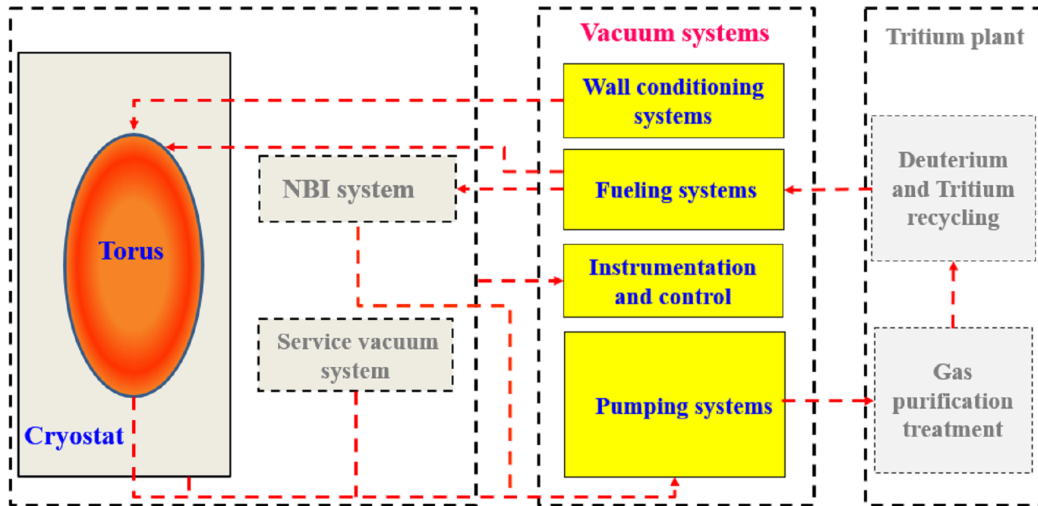 Vacuum systems
Tritium plant
Wall conditioning
systems
NBI system
Fueling systems
Deuterium
and Tritium
recycling
Torus
Instrumentation
and control
Service vacuum
system
Pumping systems
Gas
purification
treatment
Cryostat